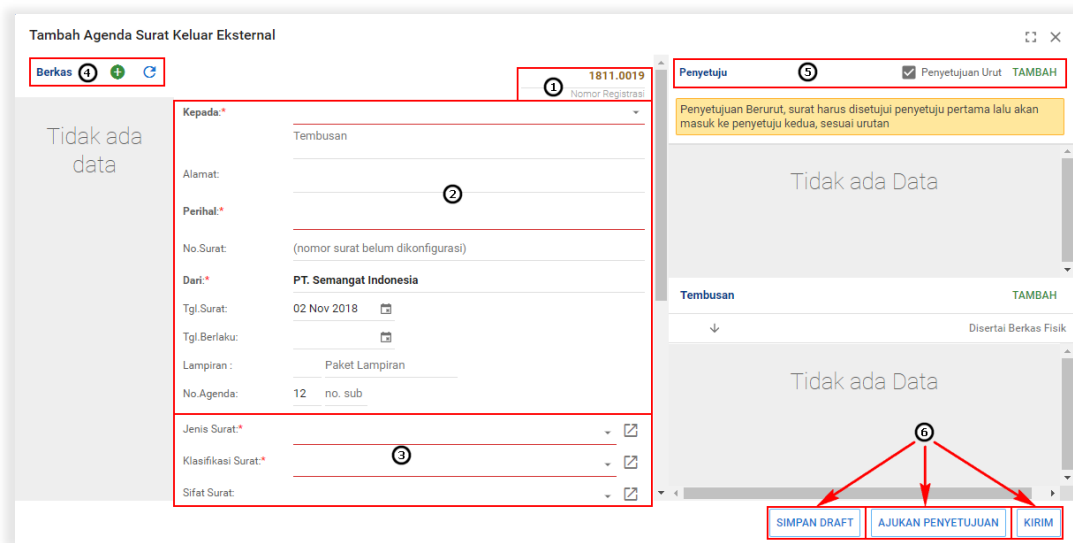 Tambah Agenda Surat Keluar Eksternal
Berkas 4
1811.0019
1 Nomor Registrasi
Tidak ada
data
Kepada:*
Tembusan
Alamat:
2
Perihal:*
No.Surat: (nomor surat belum dikonfigurasi)
Dari:* PT. Semangat Indonesia
Tgl.Surat: 02 Nov 2018
Tgl.Berlaku:
Lampiran : Paket Lampiran
No.Agenda: 12 no. sub
Jenis Surat:*
Klasifikasi Surat:* 3
Sifat Surat:
Penyetuju 5 Penyetujuan Urut TAMBAH
Penyetujuan Berurut, surat harus disetujui penyetuju pertama lalu akan
masuk ke penyetuju kedua, sesuai urutan
Tidak ada Data
Tembusan TAMBAH
Disertai Berkas Fisik
Tidak ada Data
6
SIMPAN DRAFT AJUKAN PENYETUJUAN KIRIM